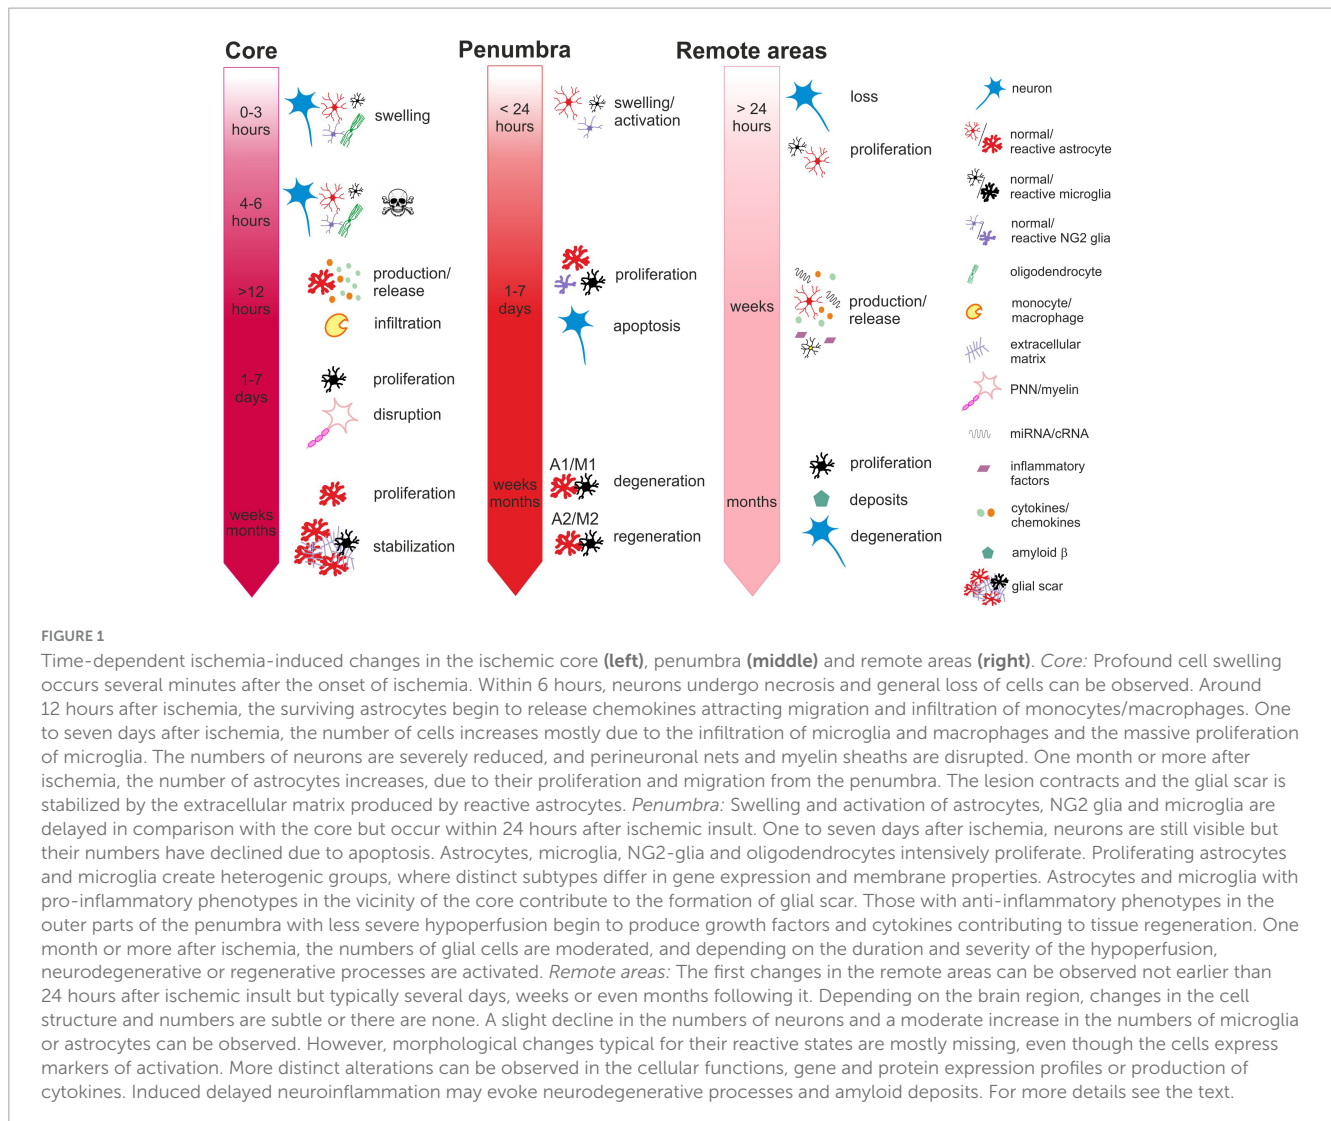 Core
Penumbra
Remote areas
0-3
hours
swelling
4-6
hours
>12
hours
production/
release
infiltration
1-7
days
proliferation
disruption
proliferation
weeks
months
stabilization
< 24
hours
swelling/
activation
1-7
days
proliferation
apoptosis
weeks
months
A1/M1
degeneration
A2/M2
regeneration
> 24
hours
loss
proliferation
weeks
production/
release
months
proliferation
deposits
degeneration
neuron
normal/
reactive astrocyte
normal/
reactive microglia
normal/
reactive NG2 glia
oligodendrocyte
monocyte/
macrophage
extracellular
matrix
PNN/myelin
miRNA/cRNA
inflammatory
factors
cytokines/
chemokines
amyloid β
glial scar
FIGURE 1
Time-dependent ischemia-induced changes in the ischemic core (left), penumbra (middle) and remote areas (right). Core: Profound cell swelling
occurs several minutes after the onset of ischemia. Within 6 hours, neurons undergo necrosis and general loss of cells can be observed. Around
12 hours after ischemia, the surviving astrocytes begin to release chemokines attracting migration and infiltration of monocytes/macrophages. One
to seven days after ischemia, the number of cells increases mostly due to the infiltration of microglia and macrophages and the massive proliferation
of microglia. The numbers of neurons are severely reduced, and perineuronal nets and myelin sheaths are disrupted. One month or more after
ischemia, the number of astrocytes increases, due to their proliferation and migration from the penumbra. The lesion contracts and the glial scar is
stabilized by the extracellular matrix produced by reactive astrocytes. Penumbra: Swelling and activation of astrocytes, NG2 glia and microglia are
delayed in comparison with the core but occur within 24 hours after ischemic insult. One to seven days after ischemia, neurons are still visible but
their numbers have declined due to apoptosis. Astrocytes, microglia, NG2-glia and oligodendrocytes intensively proliferate. Proliferating astrocytes
and microglia create heterogenic groups, where distinct subtypes differ in gene expression and membrane properties. Astrocytes and microglia with
pro-inflammatory phenotypes in the vicinity of the core contribute to the formation of glial scar. Those with anti-inflammatory phenotypes in the
outer parts of the penumbra with less severe hypoperfusion begin to produce growth factors and cytokines contributing to tissue regeneration. One
month or more after ischemia, the numbers of glial cells are moderated, and depending on the duration and severity of the hypoperfusion,
neurodegenerative or regenerative processes are activated. Remote areas: The first changes in the remote areas can be observed not earlier than
24 hours after ischemic insult but typically several days, weeks or even months following it. Depending on the brain region, changes in the cell
structure and numbers are subtle or there are none. A slight decline in the numbers of neurons and a moderate increase in the numbers of microglia
or astrocytes can be observed. However, morphological changes typical for their reactive states are mostly missing, even though the cells express
markers of activation. More distinct alterations can be observed in the cellular functions, gene and protein expression profiles or production of
cytokines. Induced delayed neuroinflammation may evoke neurodegenerative processes and amyloid deposits. For more details see the text.